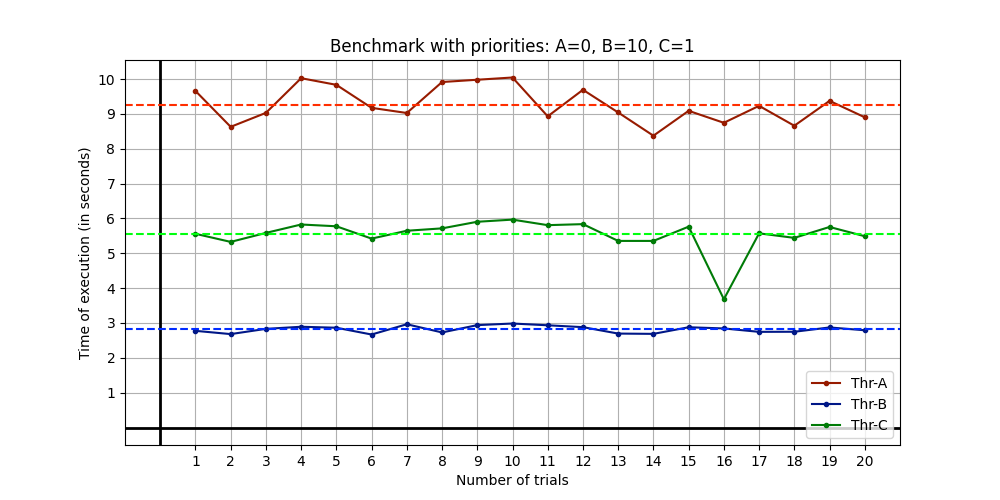 Benchmark with priorities: A=0, B=10, C=1
Time of execution (in seconds)
10
9
8
7
6
5
4
3
2
1
Thr-A
Thr-B
Thr-C
1 2 3 4 5 6 7 8 9 10 11 12 13 14 15 16 17 18 19 20
Number of trials